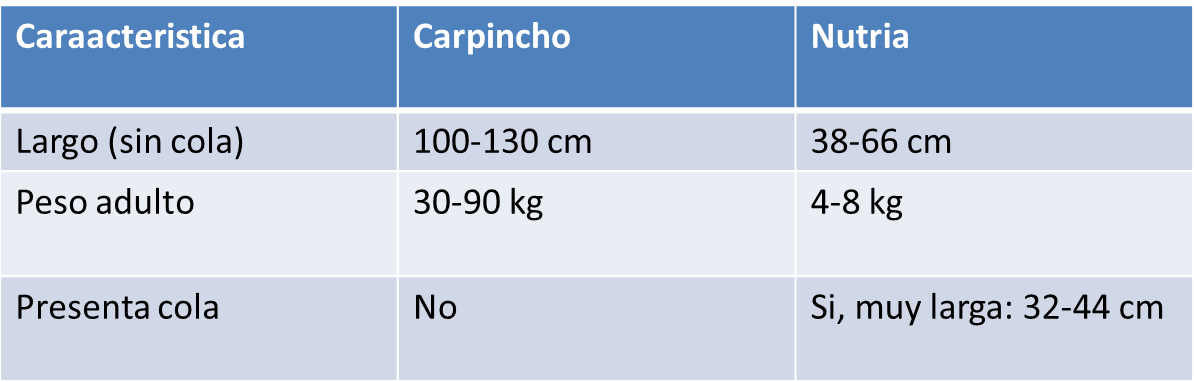 Caraacteristica Carpincho Nutria
Largo (sin cola) 100-130 cm 38-66 cm
Peso adulto 30-90 kg 4-8 kg
Presenta cola No Si, muy larga: 32-44 cm